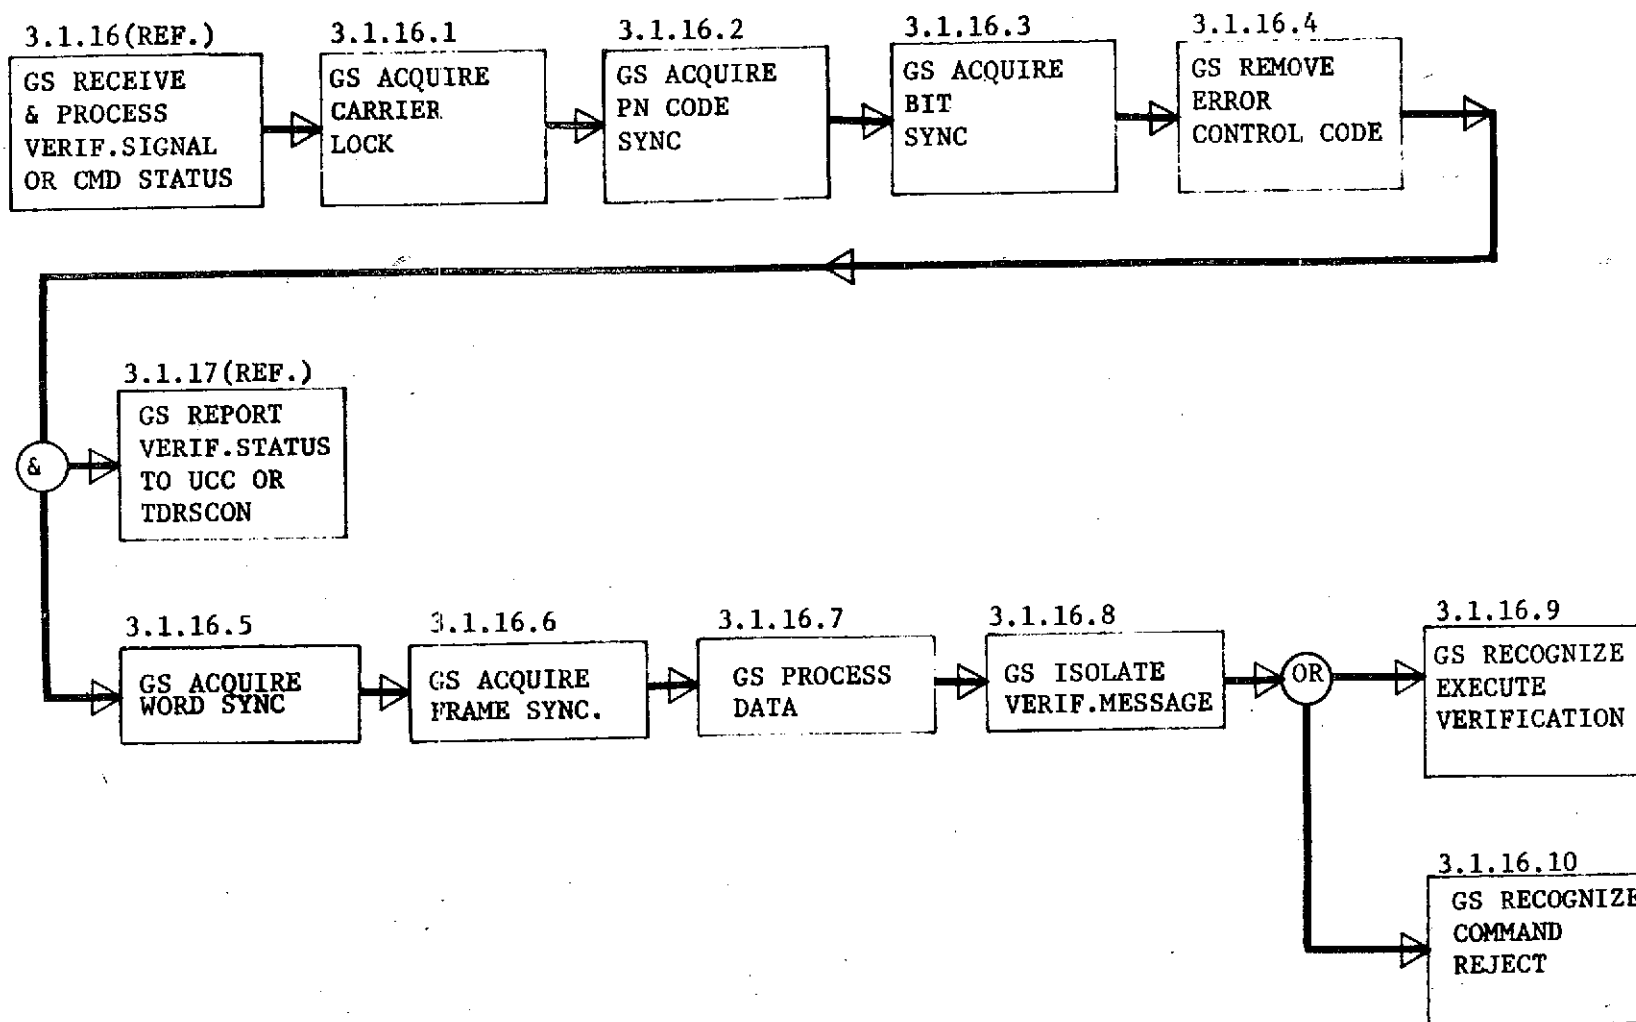 3.1.16(REF.)
GS RECEIVE
& PROCESS
VERIF.SIGNAL
OR CMD STATUS
3.1.16.1
GS ACQUIRE
CARRIER
LOCK
3.1.16.2
GS ACQUIRE
PN CODE
SYNC
3.1.16.3
GS ACQUIRE
BIT
SYNC
3.1.16.4
GS REMOVE
ERROR
CONTROL CODE
3.1.17(REF.)
GS REPORT
VERIF.STATUS
TO UCC OR
TDRSCON
&
3.1.16.5
GS ACQUIRE
WORD SYNC
3.1.16.6
GS ACQUIRE
FRAME SYNC.
3.1.16.7
GS PROCESS
DATA
3.1.16.8
GS ISOLATE
VERIF.MESSAGE
OR
3.1.16.9
GS RECOGNIZE
EXECUTE
VERIFICATION
3.1.16.10
GS RECOGNIZE
COMMAND
REJECT